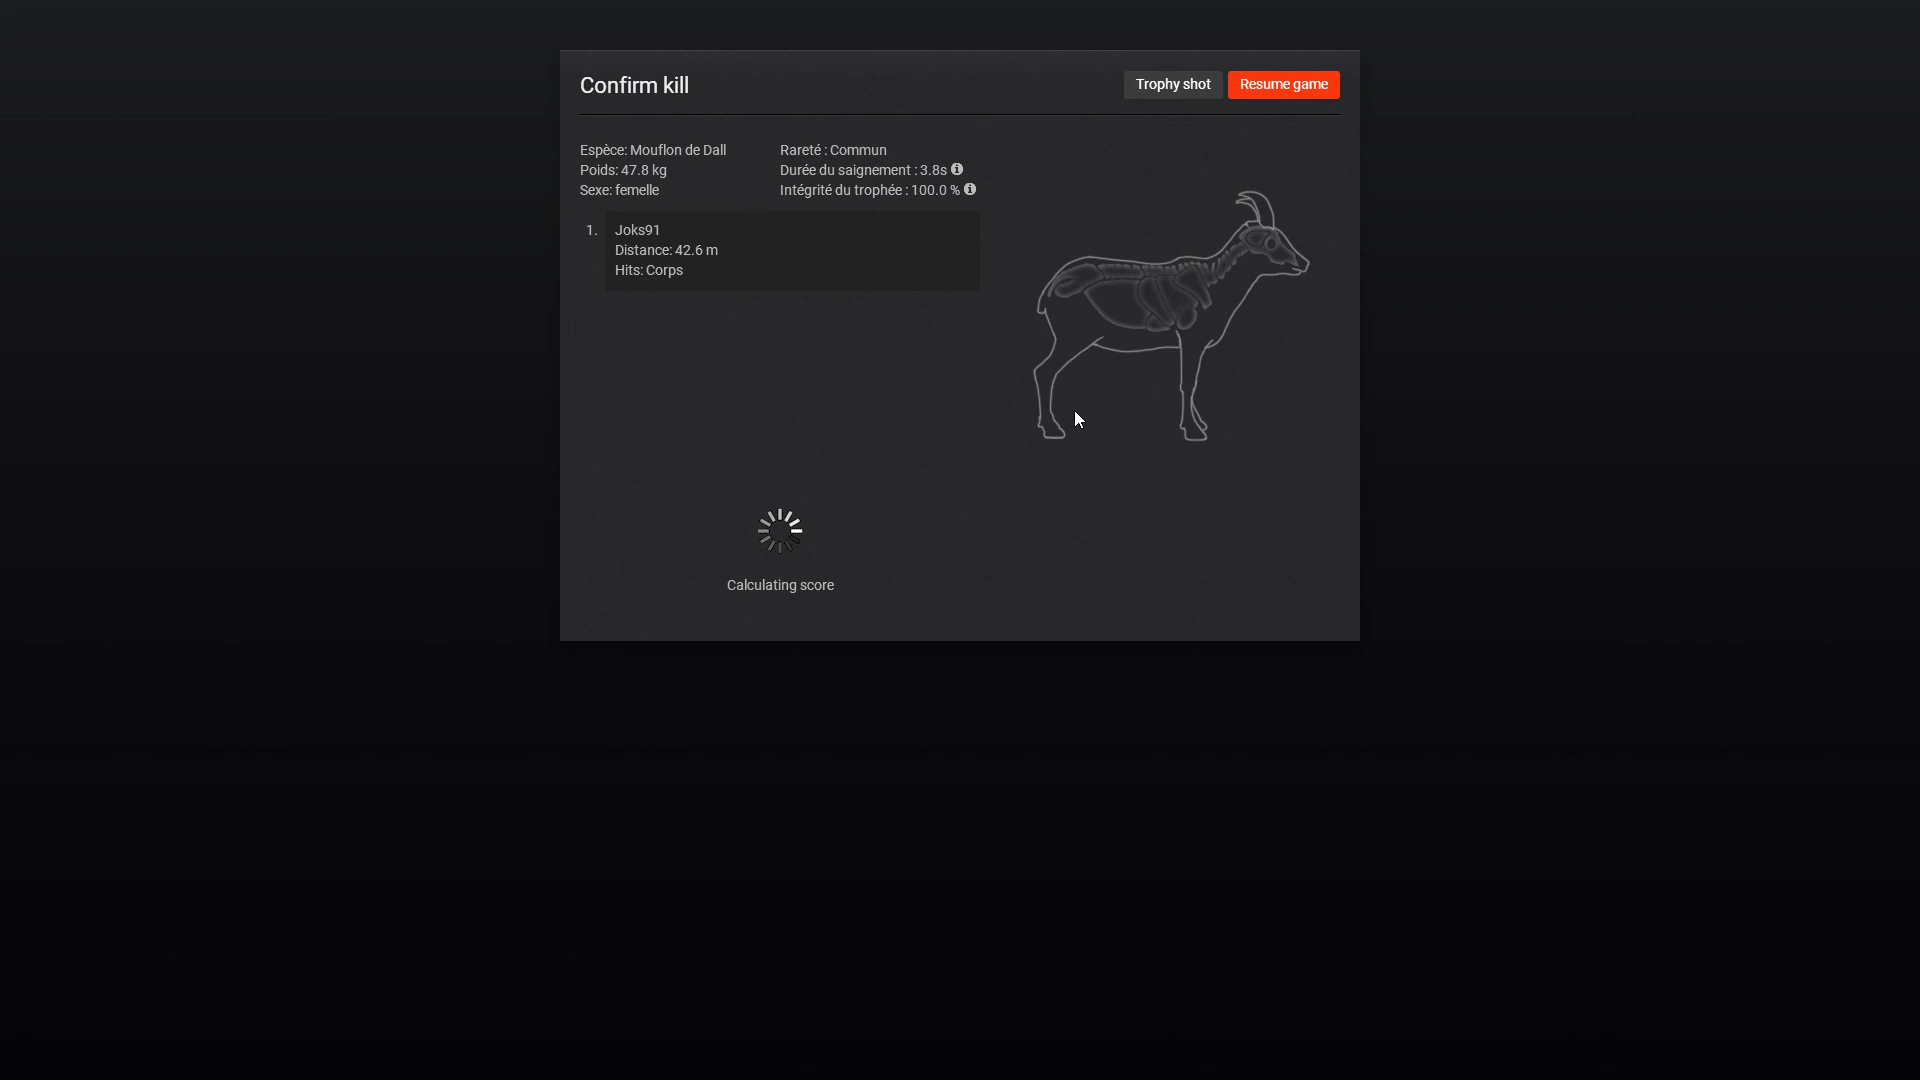 Confirm kill
Trophy shot
Resume game
Espèce: Mouflon de Dall
Poids: 47.8 kg
Sexe: femelle
Rareté : Commun
Durée du saignement : 3.8s
Intégrité du trophée : 100.0 %
1.
Joks91
Distance: 42.6 m
Hits: Corps
Calculating score